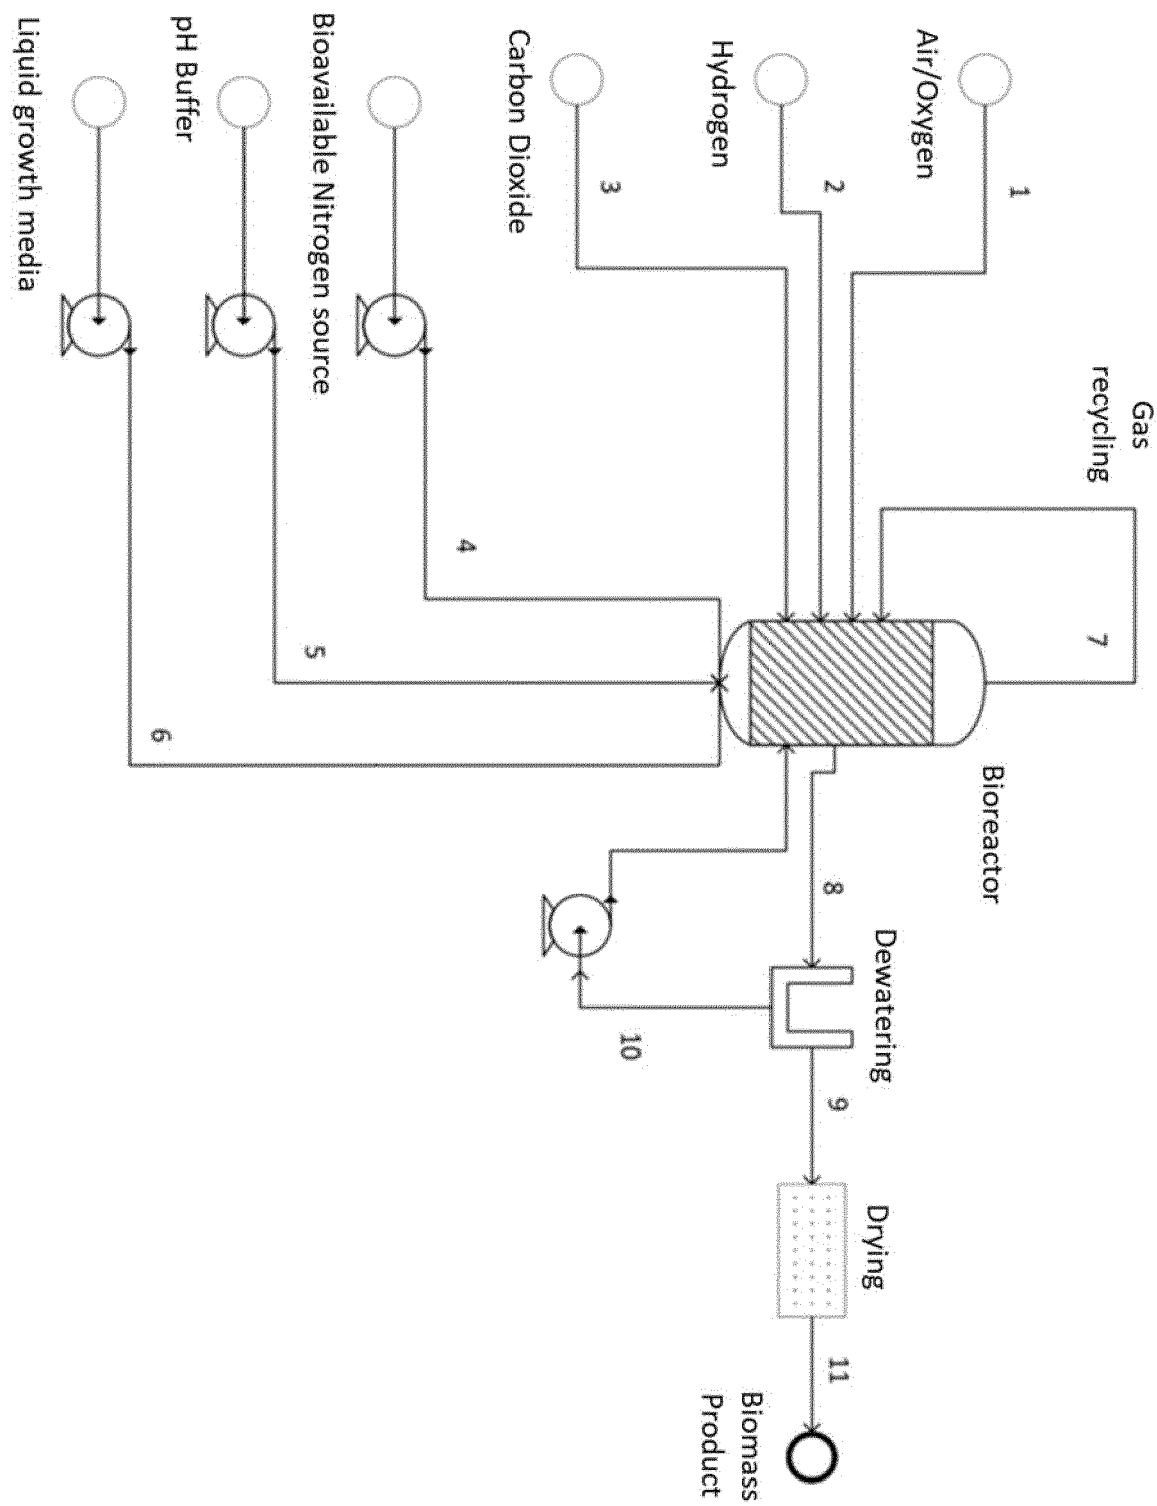 Gas
recycling
7
1
Air/Oxygen
Bioreactor
2
Hydrogen
8
Dewatering
9
Drying
11
Biomass
Product
3
Carbon Dioxide
10
4
Bioavailable Nitrogen source
5
pH Buffer
6
Liquid growth media